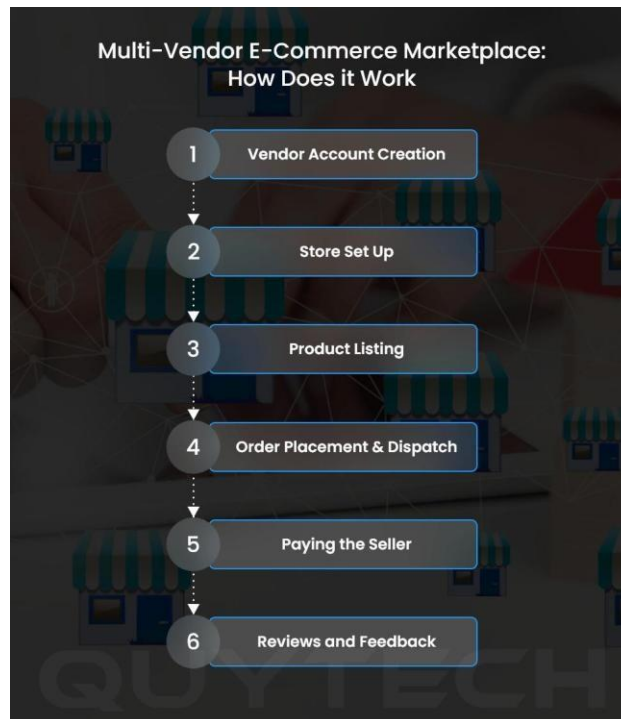 Multi-Vendor E-Commerce Marketplace:
How Does it Work
1 Vendor Account Creation
2 Store Set Up
3 Product Listing
4 Order Placement & Dispatch
5 Paying the Seller
6 Reviews and Feedback
QUYTECH